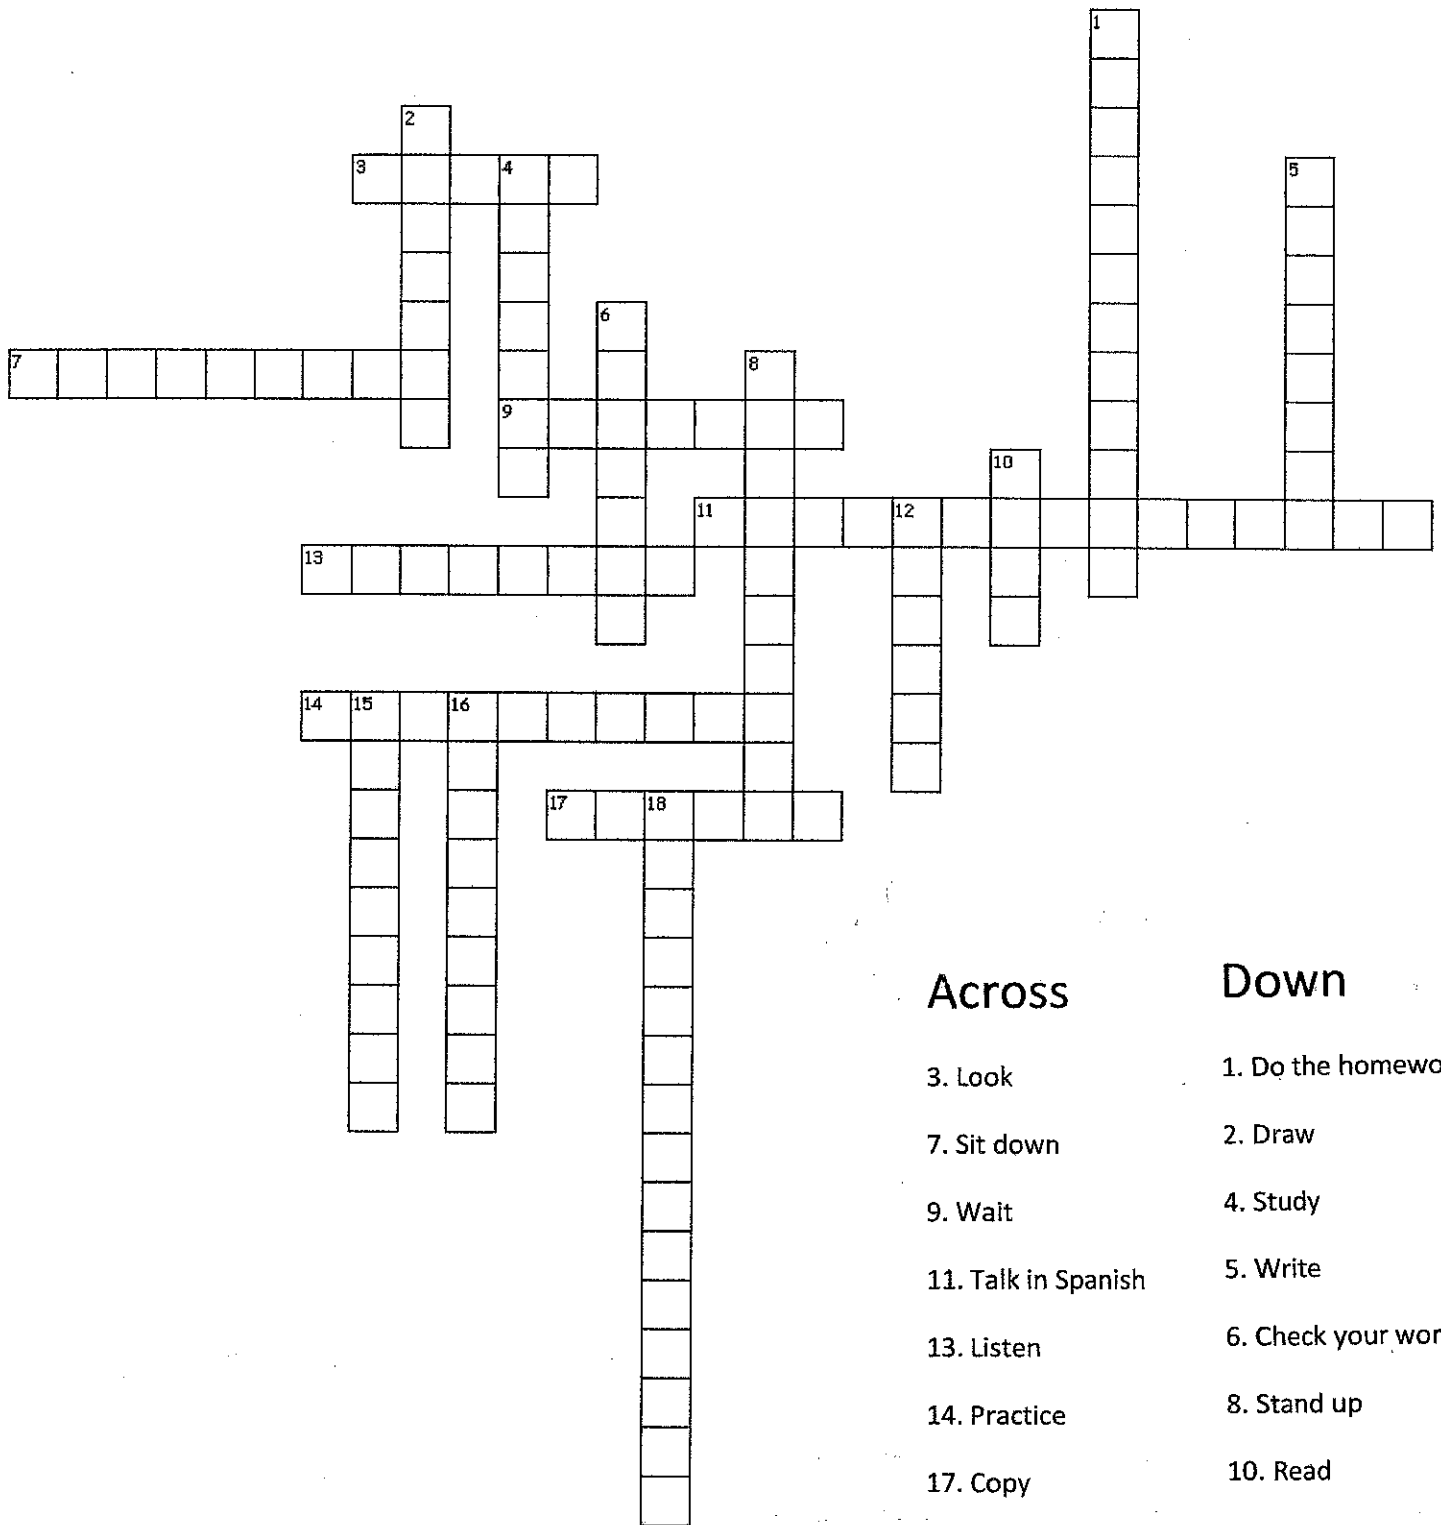 1
2
3 4 5
6
7 8
9
10
11 12
13
14 15 16
17 18
Across
3. Look
7. Sit down
9. Wait
11. Talk in Spanish
13. Listen
14. Practice
17. Copy
Down
1. Do the homewo
2. Draw
4. Study
5. Write
6. Check your wor
8. Stand up
10. Read